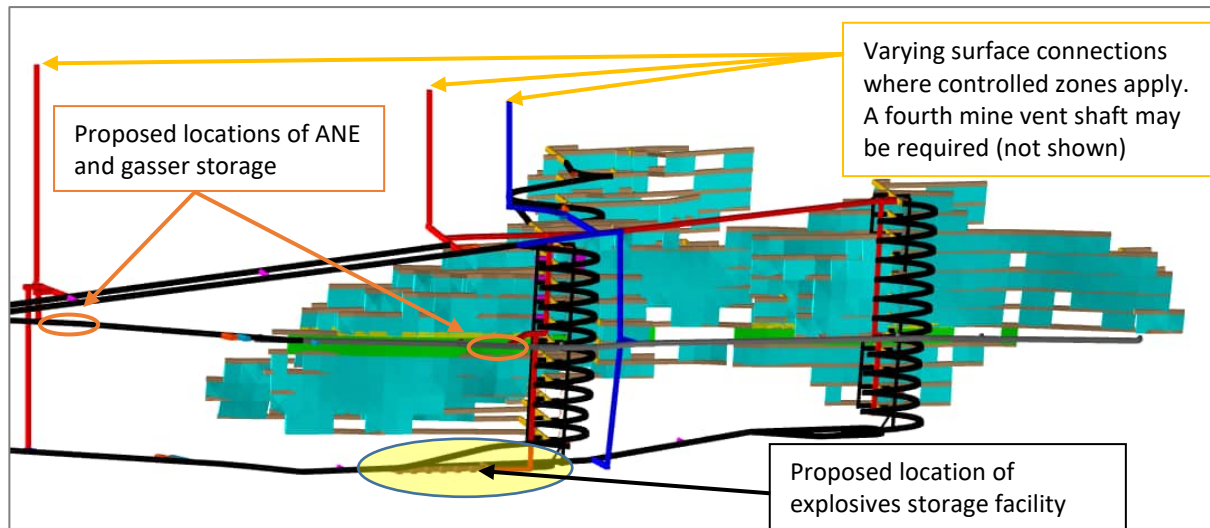 Varying surface connections
where controlled zones apply.
A fourth mine vent shaft may
be required (not shown)
Proposed locations of ANE
and gasser storage
Proposed location of
explosives storage facility